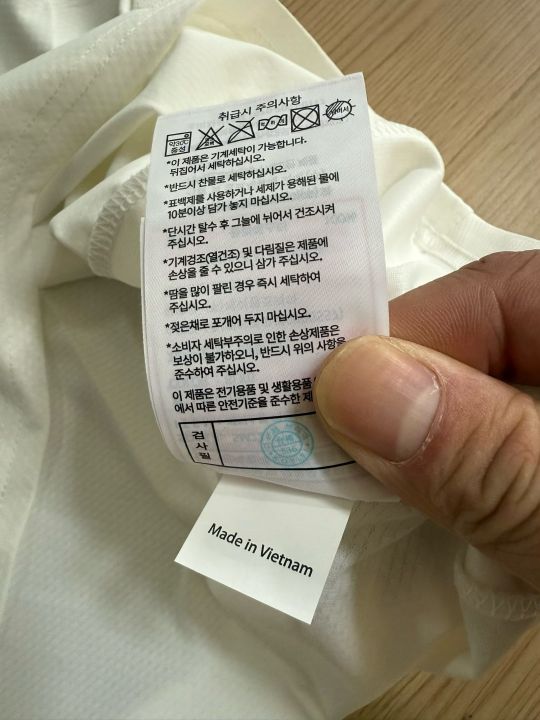 취급시 주의사항
약30C
중성
*이 제품은 기계세탁이 가능합니다.
뒤집어서 세탁하십시오.
*반드시 찬물로 세탁하십시오.
*표백제를 사용하거나 세제가 용해된 물에
10분이상 담가 놓지 마십시오.
*단시간 탈수 후 그늘에 뉘어서 건조시켜
주십시오.
*기계건조(열건조) 및 다림질은 제품에
손상을 줄 수 있으니 삼가 주십시오.
*땀을 많이 팔린 경우 즉시 세탁하여
주십시오.
*젖은채로 포개어 두지 마십시오.
*소비자 세탁부주의로 인한 손상제품은
보상이 불가하오니, 반드시 위의 사항을
준수하여 주십시오.
이 제품은 전기용품 및 생활용품
에서 따른 안전기준을 준수한 제
검사필
Made in Vietnam